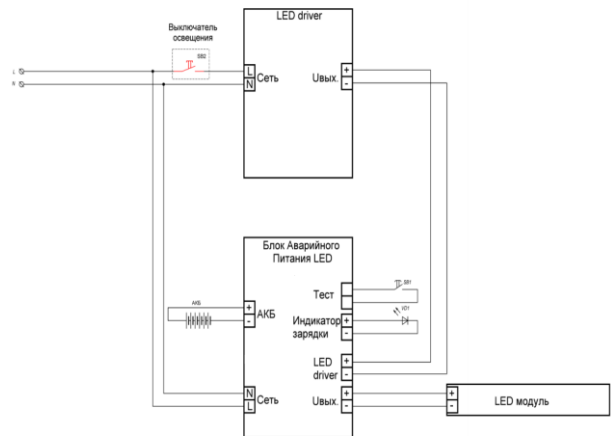 LED driver
Выключатель
освещения
SB2
L
N
L
N
Сеть
Uвых.
+
-
Блок Аварийного
Питания LED
Тест
SB1
АКБ
+
-
АКБ
Индикатор
зарядки
+
-
VD1
LED
driver
+
-
N
L
Сеть
Uвых.
+
-
+
-
LED модуль